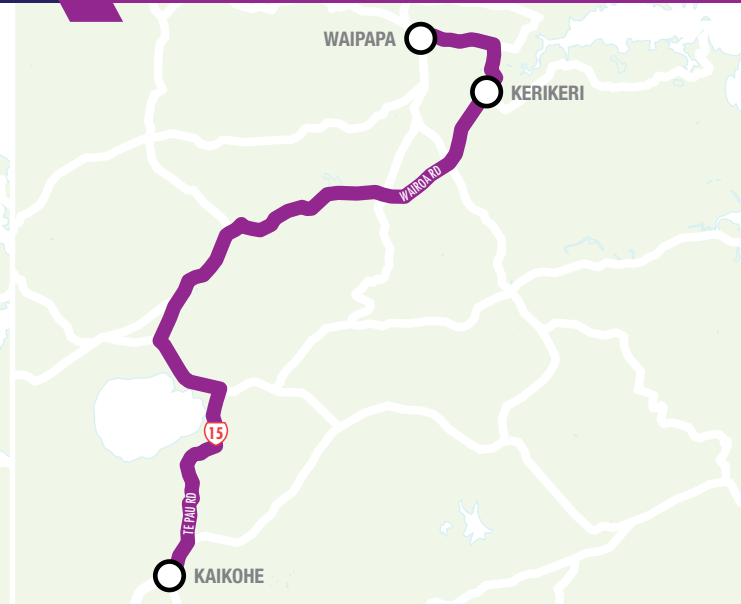 WAIPAPA
KERIKERI
WAIROA RD
15
TE PAU RD
KAIKOHE